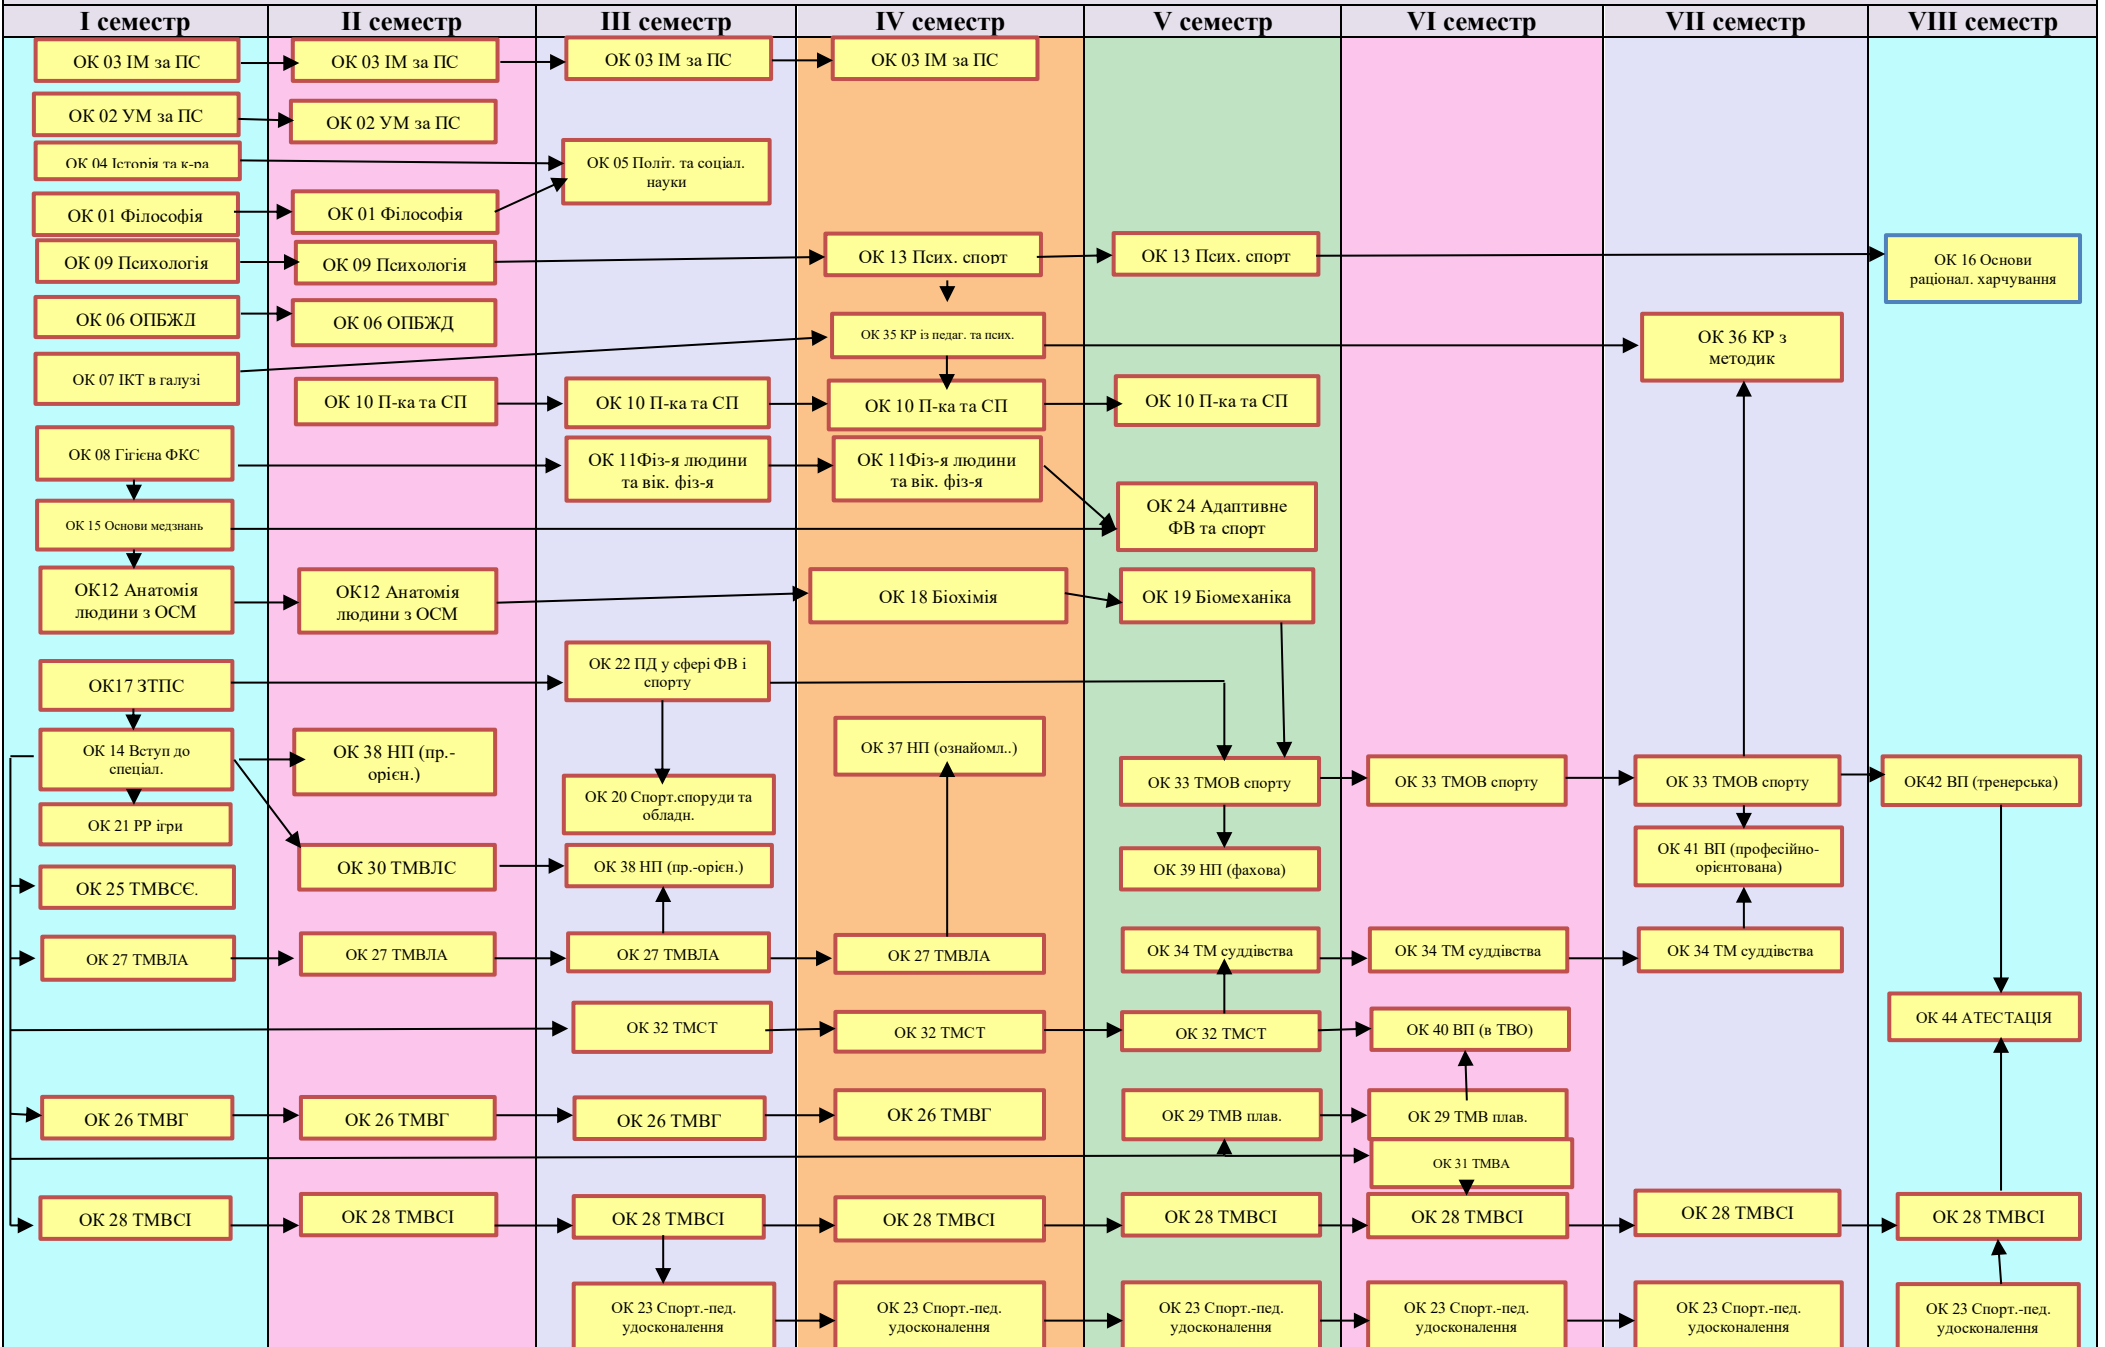 I семестр
II семестр
III семестр
IV семестр
V семестр
VI семестр
VII семестр
VIII семестр
ОК 03 ІМ за ПС
ОК 03 ІМ за ПС
ОК 03 ІМ за ПС
ОК 03 ІМ за ПС
ОК 02 УМ за ПС
ОК 02 УМ за ПС
ОК 04 Історія та к-ра
ОК 05 Політ. та соціал.
науки
ОК 01 Філософія
ОК 01 Філософія
ОК 09 Психологія
ОК 09 Психологія
ОК 13 Псих. спорт
ОК 13 Псих. спорт
ОК 16 Основи
раціонал. харчування
ОК 06 ОПБЖД
ОК 06 ОПБЖД
ОК 35 КР із педаг. та псих.
ОК 36 КР з
методик
ОК 07 ІКТ в галузі
ОК 10 П-ка та СП
ОК 10 П-ка та СП
ОК 10 П-ка та СП
ОК 10 П-ка та СП
ОК 08 Гігієна ФКС
ОК 11Фіз-я людини
та вік. фіз-я
ОК 11Фіз-я людини
та вік. фіз-я
ОК 15 Основи медзнань
ОК 24 Адаптивне
ФВ та спорт
ОК12 Анатомія
людини з ОСМ
ОК12 Анатомія
людини з ОСМ
ОК 18 Біохімія
ОК 19 Біомеханіка
ОК17 ЗТПС
ОК 22 ПД у сфері ФВ і
спорту
ОК 14 Вступ до
спеціал.
ОК 38 НП (пр.-
орієн.)
ОК 37 НП (ознайомл..)
ОК 20 Спорт.споруди та
обладн.
ОК 33 ТМОВ спорту
ОК 33 ТМОВ спорту
ОК 33 ТМОВ спорту
ОК42 ВП (тренерська)
ОК 21 РР ігри
ОК 30 ТМВЛС
ОК 38 НП (пр.-орієн.)
ОК 39 НП (фахова)
ОК 41 ВП (професійно-
орієнтована)
ОК 25 ТМВСЄ.
ОК 27 ТМВЛА
ОК 27 ТМВЛА
ОК 27 ТМВЛА
ОК 27 ТМВЛА
ОК 34 ТМ суддівства
ОК 34 ТМ суддівства
ОК 34 ТМ суддівства
ОК 32 ТМСТ
ОК 32 ТМСТ
ОК 32 ТМСТ
ОК 40 ВП (в ТВО)
ОК 44 АТЕСТАЦІЯ
ОК 26 ТМВГ
ОК 26 ТМВГ
ОК 26 ТМВГ
ОК 26 ТМВГ
ОК 29 ТМВ плав.
ОК 29 ТМВ плав.
ОК 31 ТМВА
ОК 28 ТМВСІ
ОК 28 ТМВСІ
ОК 28 ТМВСІ
ОК 28 ТМВСІ
ОК 28 ТМВСІ
ОК 28 ТМВСІ
ОК 28 ТМВСІ
ОК 28 ТМВСІ
ОК 23 Спорт.-пед.
удосконалення
ОК 23 Спорт.-пед.
удосконалення
ОК 23 Спорт.-пед.
удосконалення
ОК 23 Спорт.-пед.
удосконалення
ОК 23 Спорт.-пед.
удосконалення
ОК 23 Спорт.-пед.
удосконалення